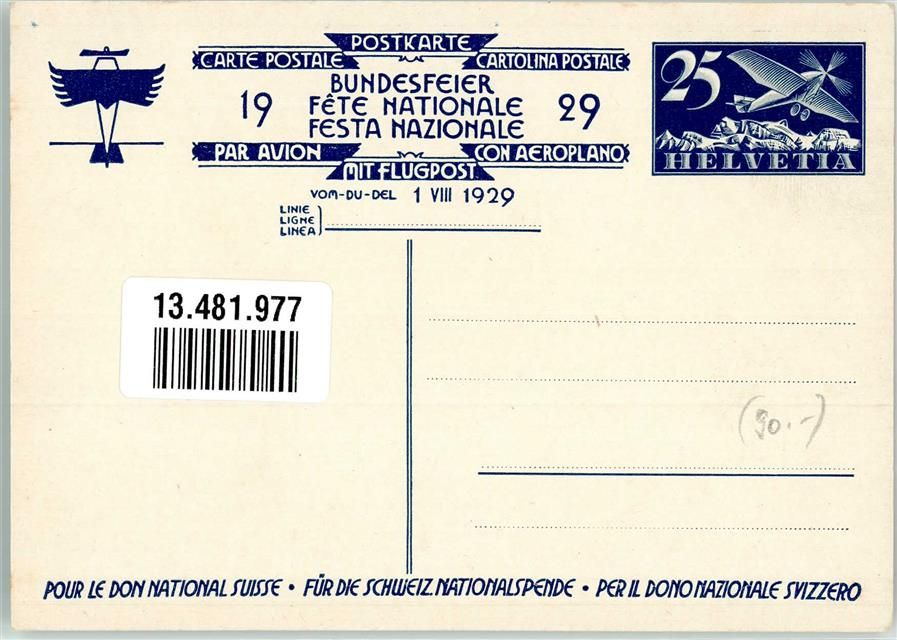 POSTKARTE
CARTE POSTALE
CARTOLINA POSTALE
19
BUNDESFEIER
FÊTE NATIONALE
FESTA NAZIONALE
29
PAR AVION
CON AEROPLANO
MIT FLUGPOST
VOM-DU-DEL 1 VIII 1929
LINIE
LIGNE
LINEA
25
HELVETIA
13.481.977
(90.-)
POUR LE DON NATIONAL SUISSE • FÜR DIE SCHWEIZ. NATIONALSPENDE • PER IL DONO NAZIONALE SVIZZERO